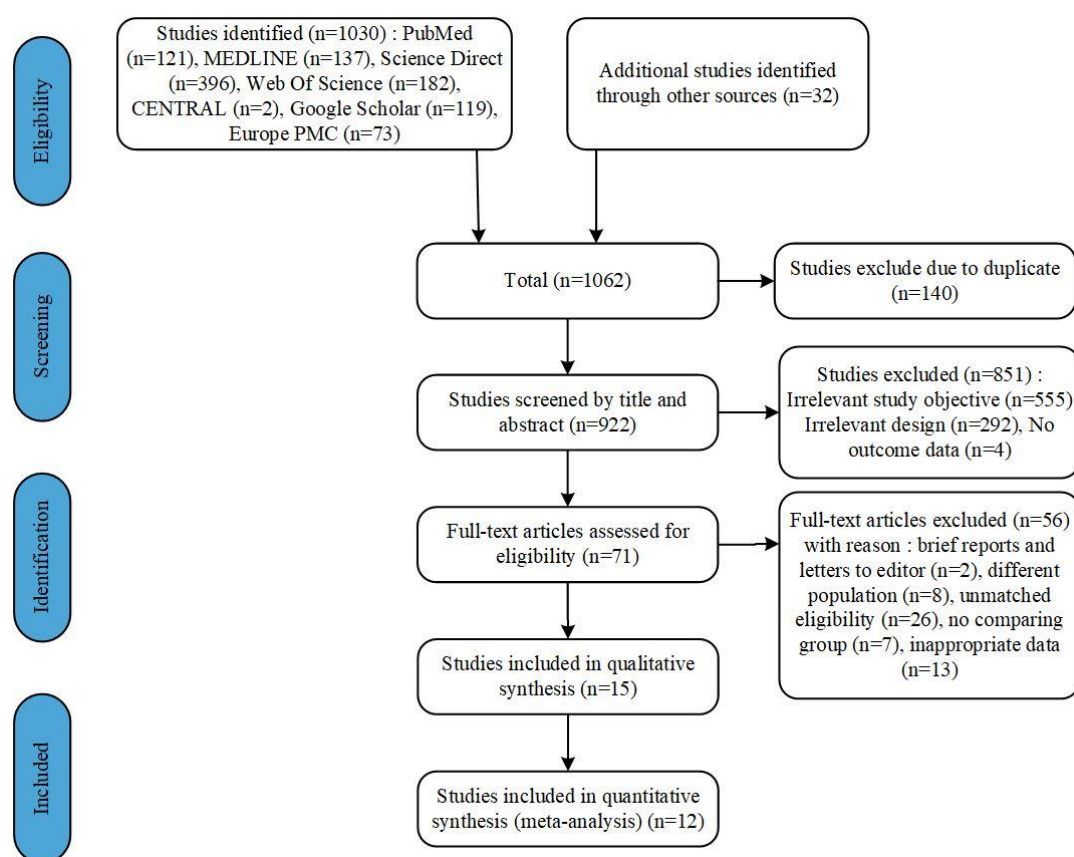 Eligibility
Studies identified (n=1030) : PubMed
(n=121), MEDLINE (n=137), Science Direct
(n=396), Web Of Science (n=182),
CENTRAL (n=2), Google Scholar (n=119),
Europe PMC (n=73)
Additional studies identified
through other sources (n=32)
Screening
Total (n=1062)
Studies exclude due to duplicate
(n=140)
Studies screened by title and
abstract (n=922)
Studies excluded (n=851) :
Irrelevant study objective (n=555)
Irrelevant design (n=292), No
outcome data (n=4)
Identification
Full-text articles assessed for
eligibility (n=71)
Full-text articles excluded (n=56)
with reason : brief reports and
letters to editor (n=2), different
population (n=8), unmatched
eligibility (n=26), no comparing
group (n=7), inappropriate data
(n=13)
Studies included in qualitative
synthesis (n=15)
Included
Studies included in quantitative
synthesis (meta-analysis) (n=12)